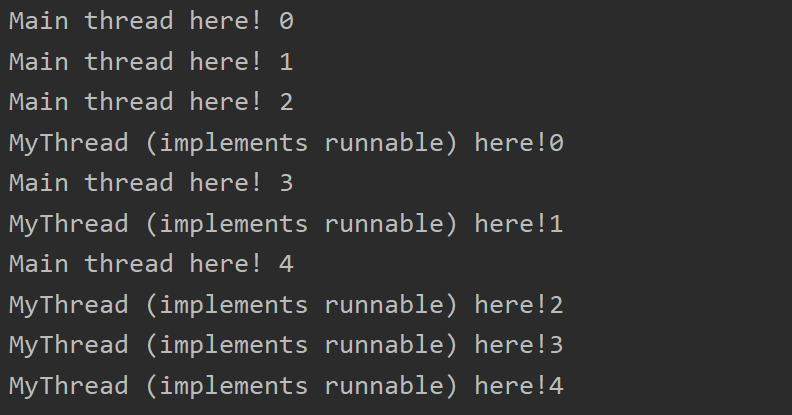 Main thread here! 0
Main thread here! 1
Main thread here! 2
MyThread (implements runnable) here!0
Main thread here! 3
MyThread (implements runnable) here!1
Main thread here! 4
MyThread (implements runnable) here!2
MyThread (implements runnable) here!3
MyThread (implements runnable) here!4